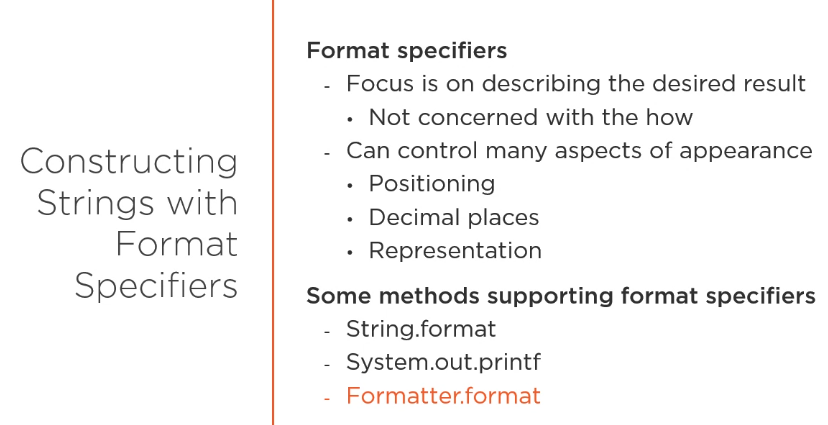 Constructing
Strings with
Format
Specifiers
Format specifiers
- Focus is on describing the desired result
• Not concerned with the how
- Can control many aspects of appearance
• Positioning
• Decimal places
• Representation
Some methods supporting format specifiers
- String.format
- System.out.printf
- Formatter.format